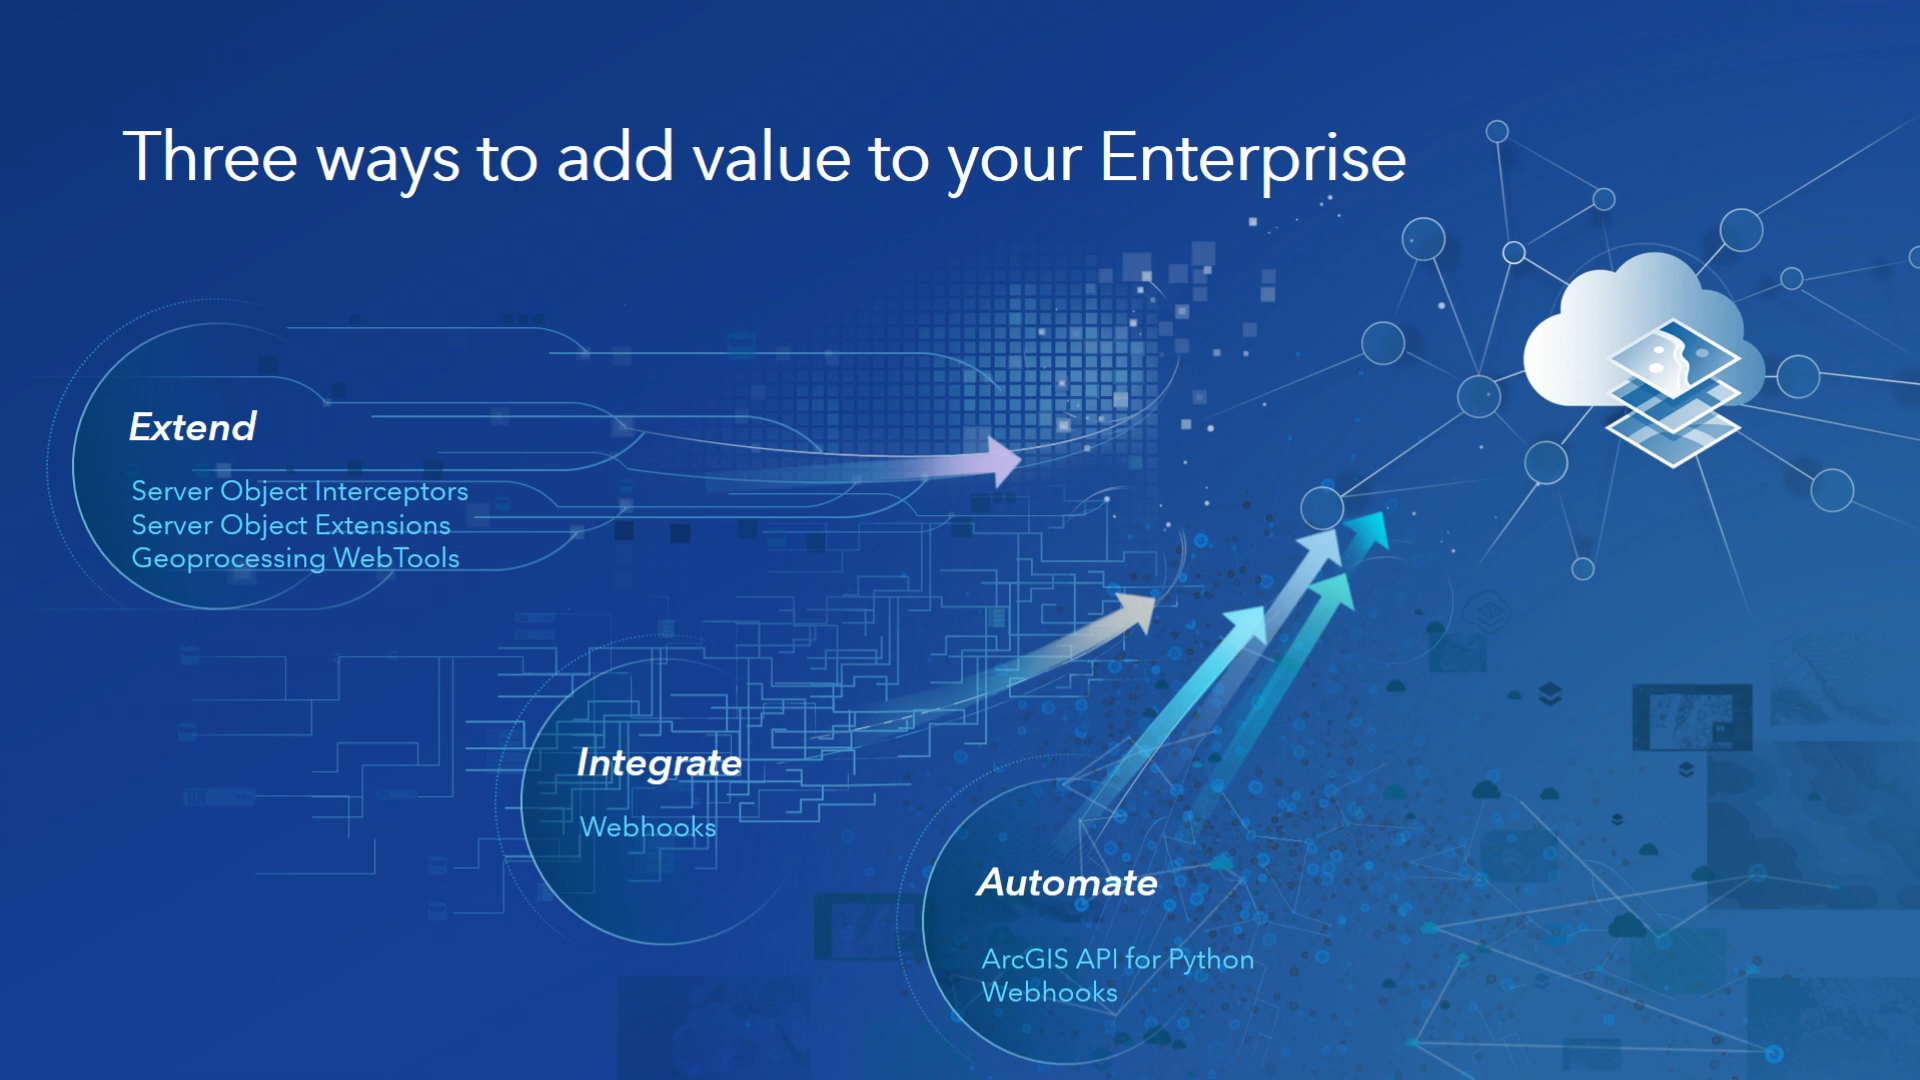 Three ways to add value to your Enterprise
Extend
Server Object Interceptors
Server Object Extensions
Geoprocessing WebTools
Integrate
Webhooks
Automate
ArcGIS API for Python
Webhooks